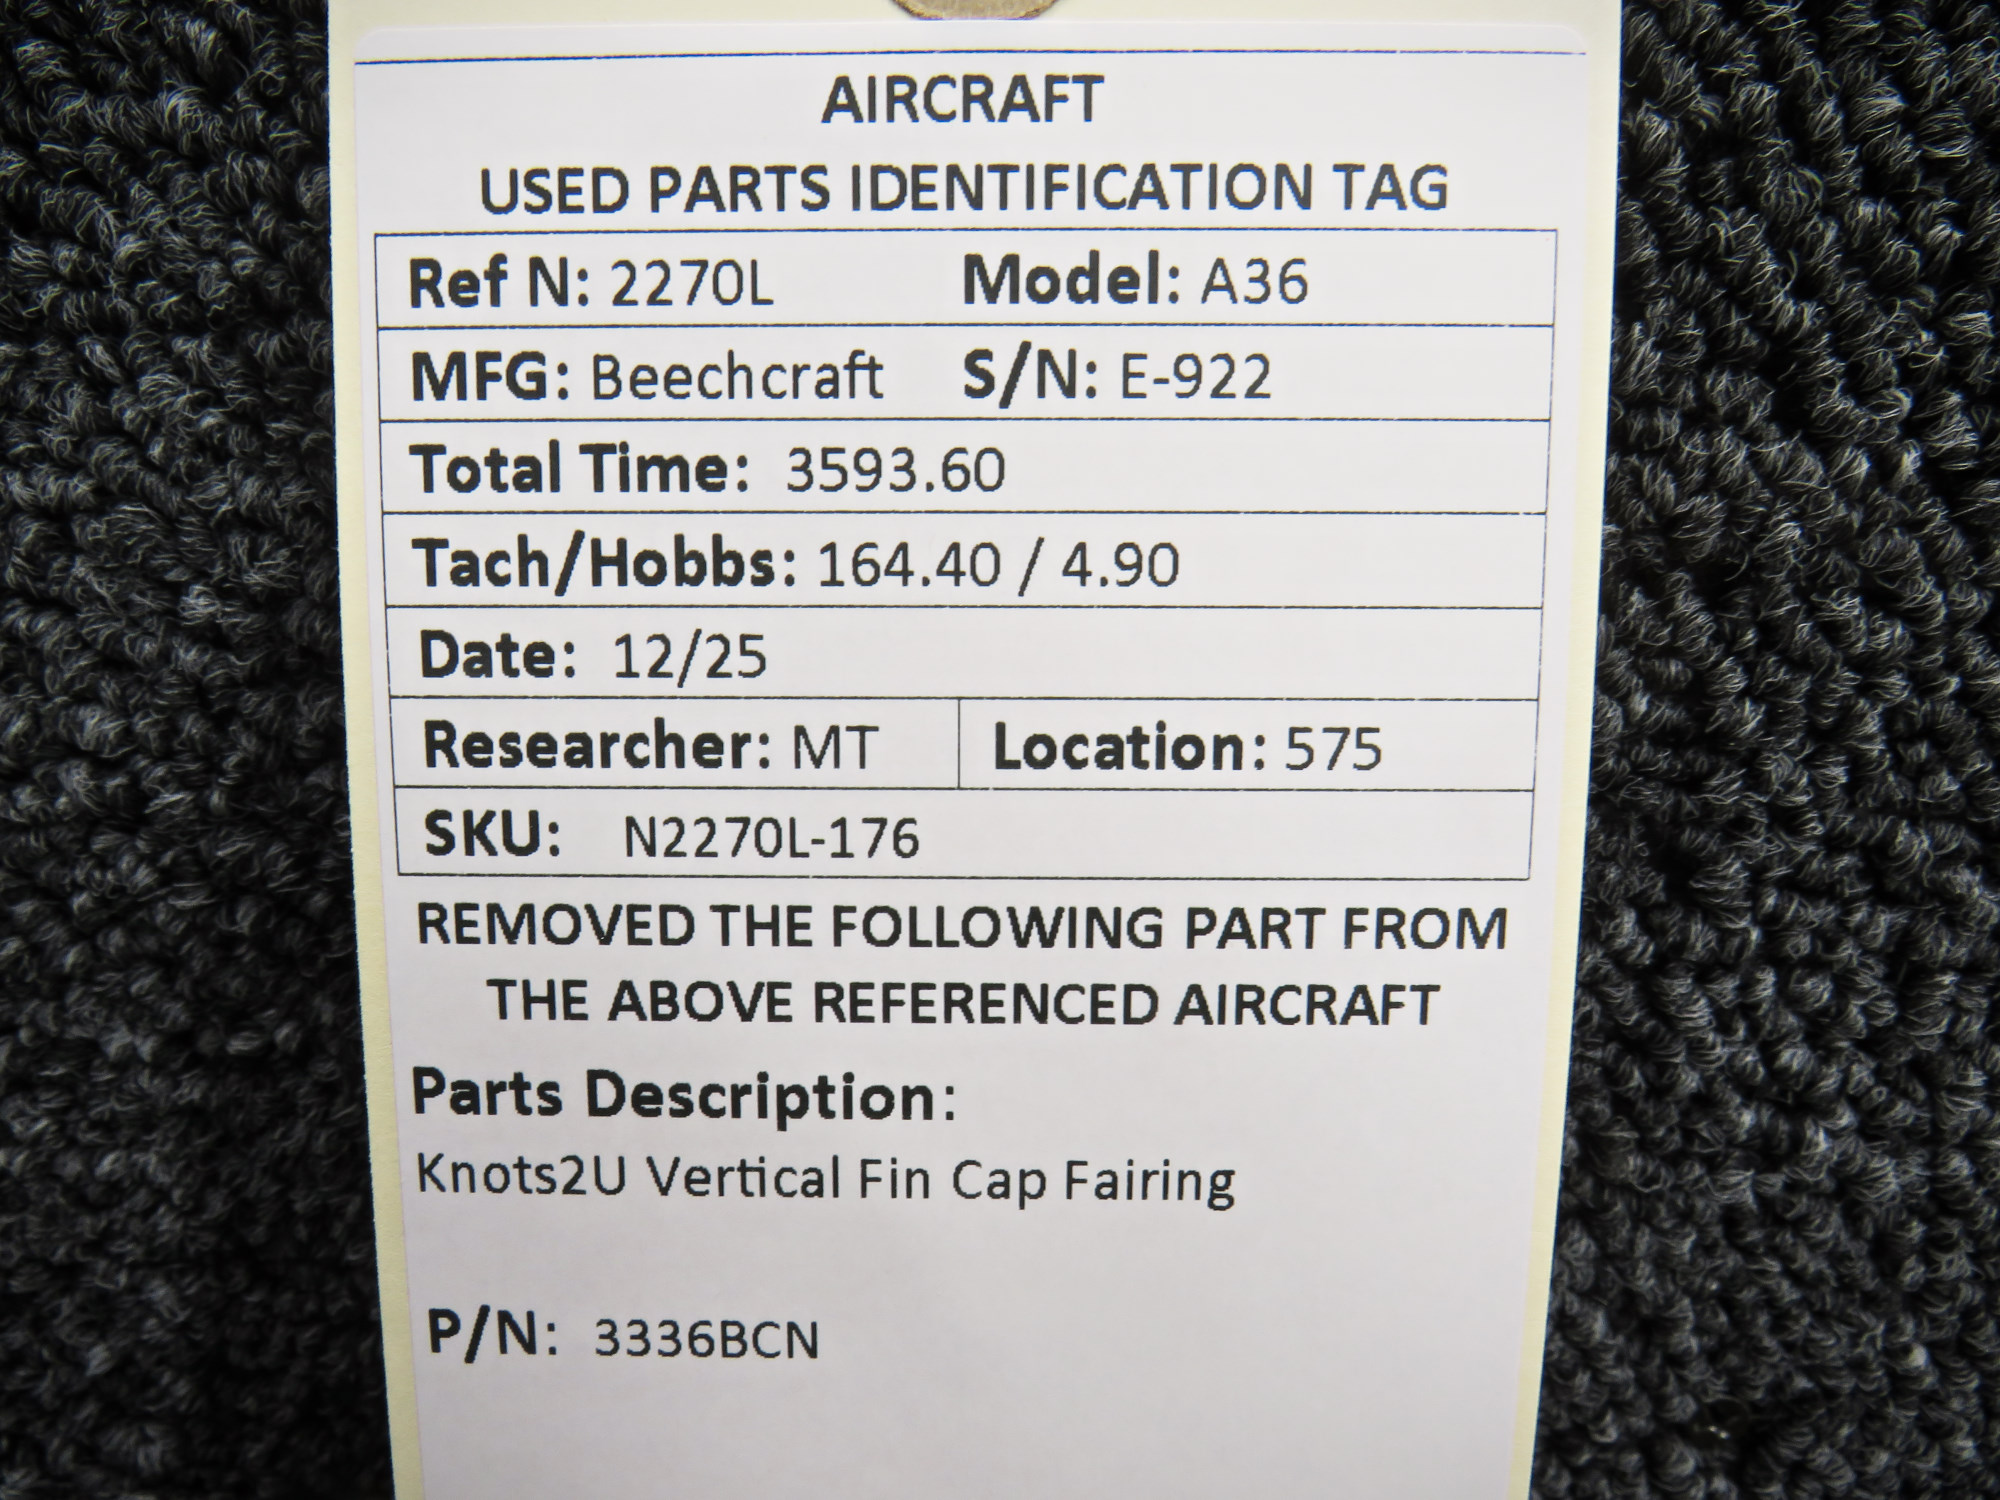 AIRCRAFT
USED PARTS IDENTIFICATION TAG
Ref N: 2270L Model: A36
MFG: Beechcraft S/N: E-922
Total Time: 3593.60
Tach/Hobbs: 164.40 / 4.90
Date: 12/25
Researcher: MT Location: 575
SKU: N2270L-176
REMOVED THE FOLLOWING PART FROM
THE ABOVE REFERENCED AIRCRAFT
Parts Description:
Knots2U Vertical Fin Cap Fairing
P/N: 3336BCN